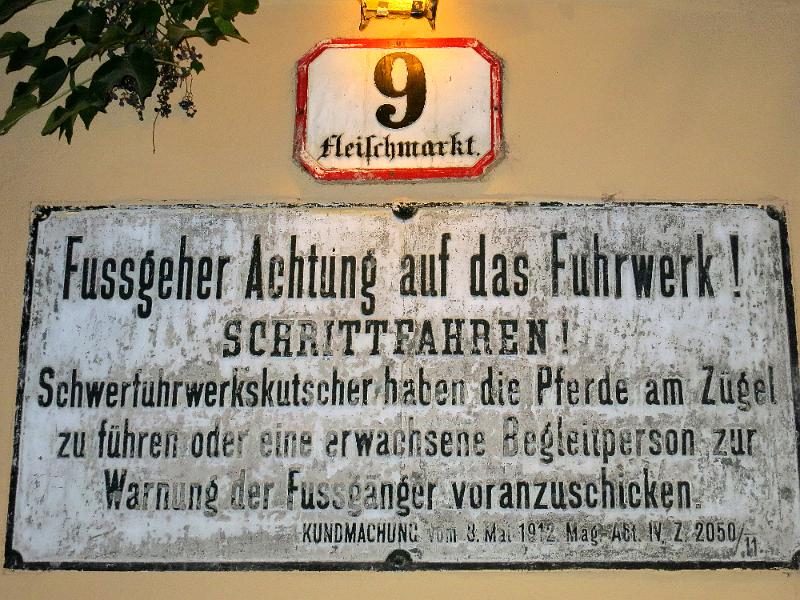 9
Fleischmarkt.
Fussgeher Achtung auf das Fuhrwerk!
SCHRITTFAHREN!
Schwerfuhrwerkskutscher haben die Pferde am Zügel
zu führen oder eine erwachsene Begleitperson zur
Warnung der Fussgänger voranzuschicken.
KUNDMACHUNG vom 8. Mai 1912 Mag. Abt. IV. Z. 2050/11.